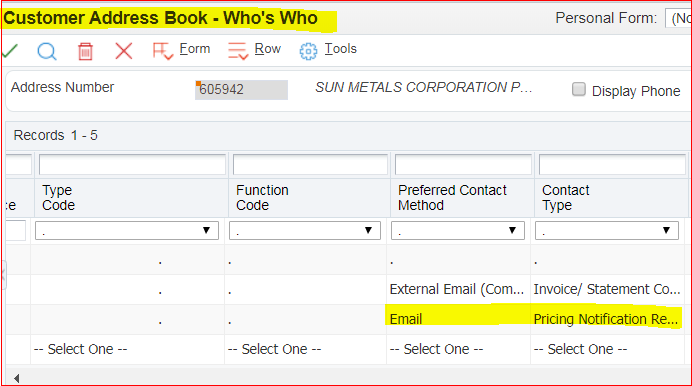 Customer Address Book - Who's Who
Personal Form: (No
Form Row Tools
Address Number 605942 SUN METALS CORPORATION P... Display Phone
Records 1 - 5
ce Type Code Function Code Preferred Contact Method Contact Type
. . . .
. . . .
. . External Email (Com... Invoice/ Statement Co...
. . Email Pricing Notification Re...
-- Select One -- -- Select One -- -- Select One -- -- Select One --